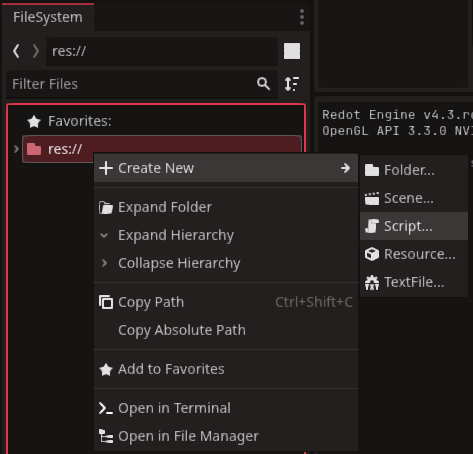 FileSystem
res://
Filter Files
Favorites:
res://
Redot Engine v4.3.
OpenGL API 3.3.0
Create New
Expand Folder
Expand Hierarchy
Collapse Hierarchy
Copy Path Ctrl+Shift+C
Copy Absolute Path
Add to Favorites
Open in Terminal
Open in File Manager
Folder...
Scene...
Script...
Resource...
TextFile...